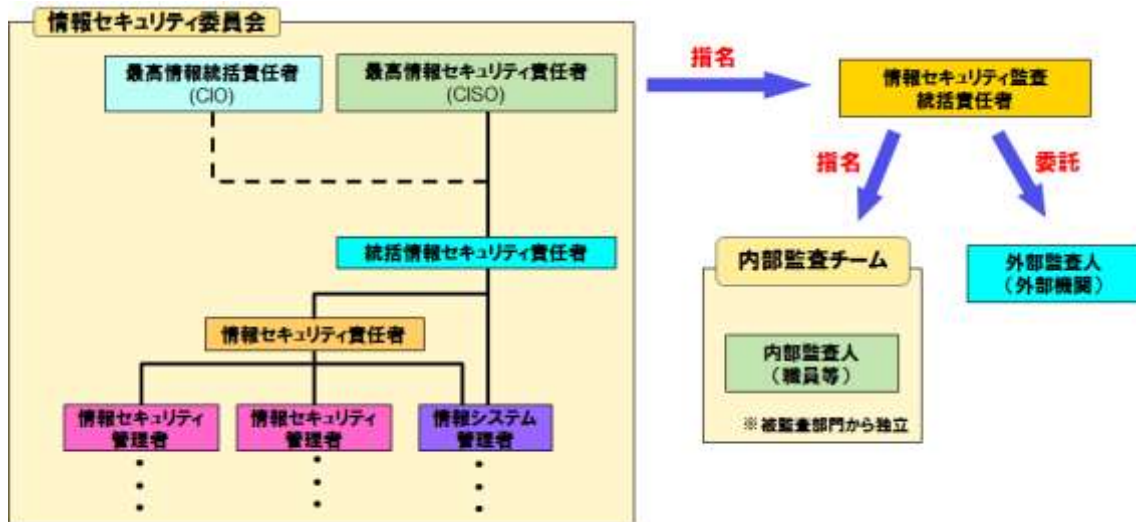 情報セキュリティ委員会
最高情報統括責任者
(CIO)
最高情報セキュリティ責任者
(CISO)
統括情報セキュリティ責任者
情報セキュリティ責任者
情報セキュリティ
管理者
情報セキュリティ
管理者
情報システム
管理者
指名
情報セキュリティ監査
統括責任者
指名
委託
内部監査チーム
内部監査人
(職員等)
※被監査部門から独立
外部監査人
(外部機関)